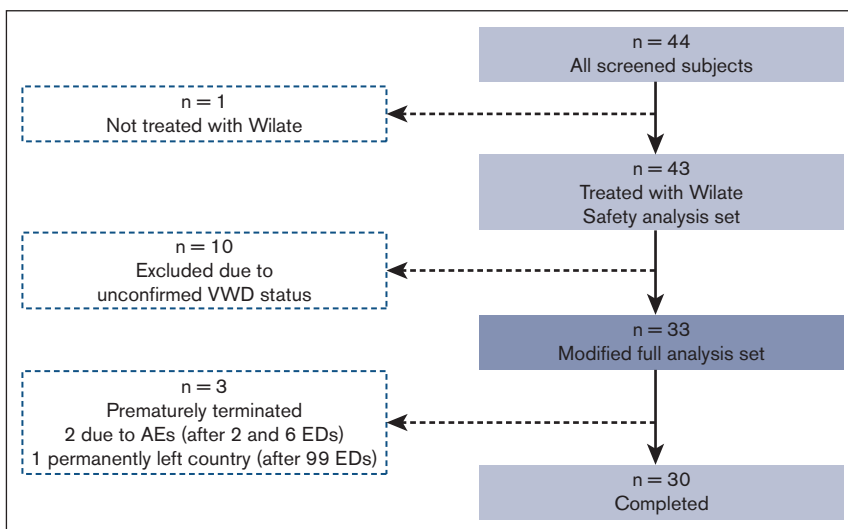 n = 44
All screened subjects
n = 1
Not treated with Wilate
n = 43
Treated with Wilate
Safety analysis set
n = 10
Excluded due to
unconfirmed VWD status
n = 33
Modified full analysis set
n = 3
Prematurely terminated
2 due to AEs (after 2 and 6 EDs)
1 permanently left country (after 99 EDs)
n = 30
Completed